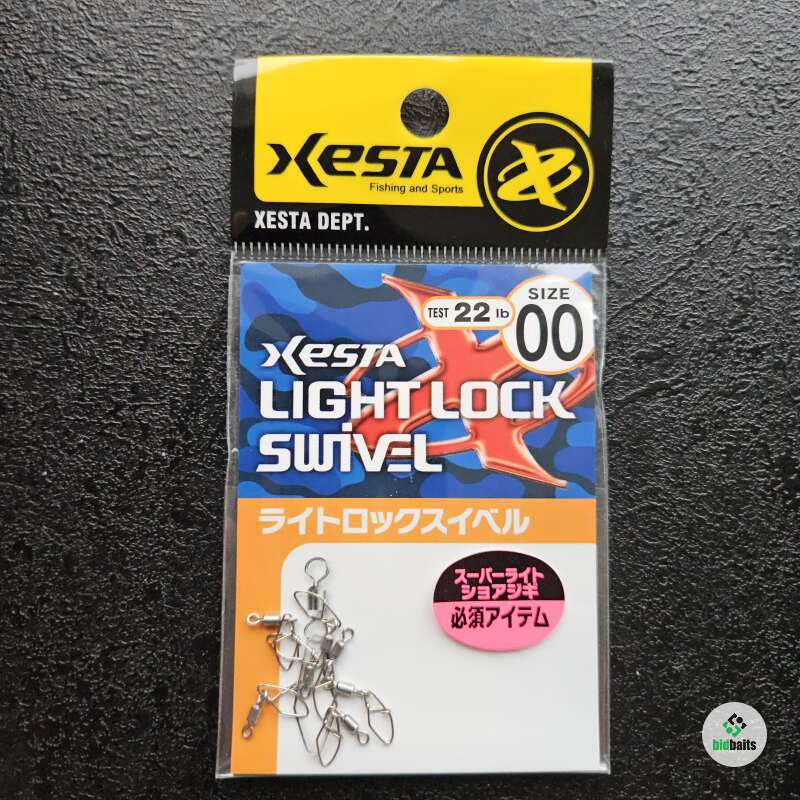 XESTA
Fishing and Sports
XESTA DEPT.
TEST 22 lb
SIZE
00
XESTA
LIGHT LOCK
SWIVEL
ライトロックスイベル
スーパーライト
ショアジギ
必須アイテム
bidbaits